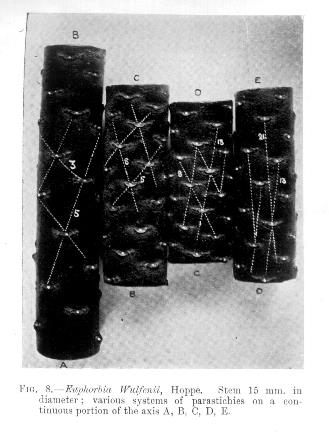 B
C
D
E
3
5
8
5
13
8
21
13
A
B
C
D
FIG. 8.—Euphorbia Wulfenii, Hoppe. Stem 15 mm. in
diameter; various systems of parastichies on a con-
tinuous portion of the axis A, B, C, D, E.